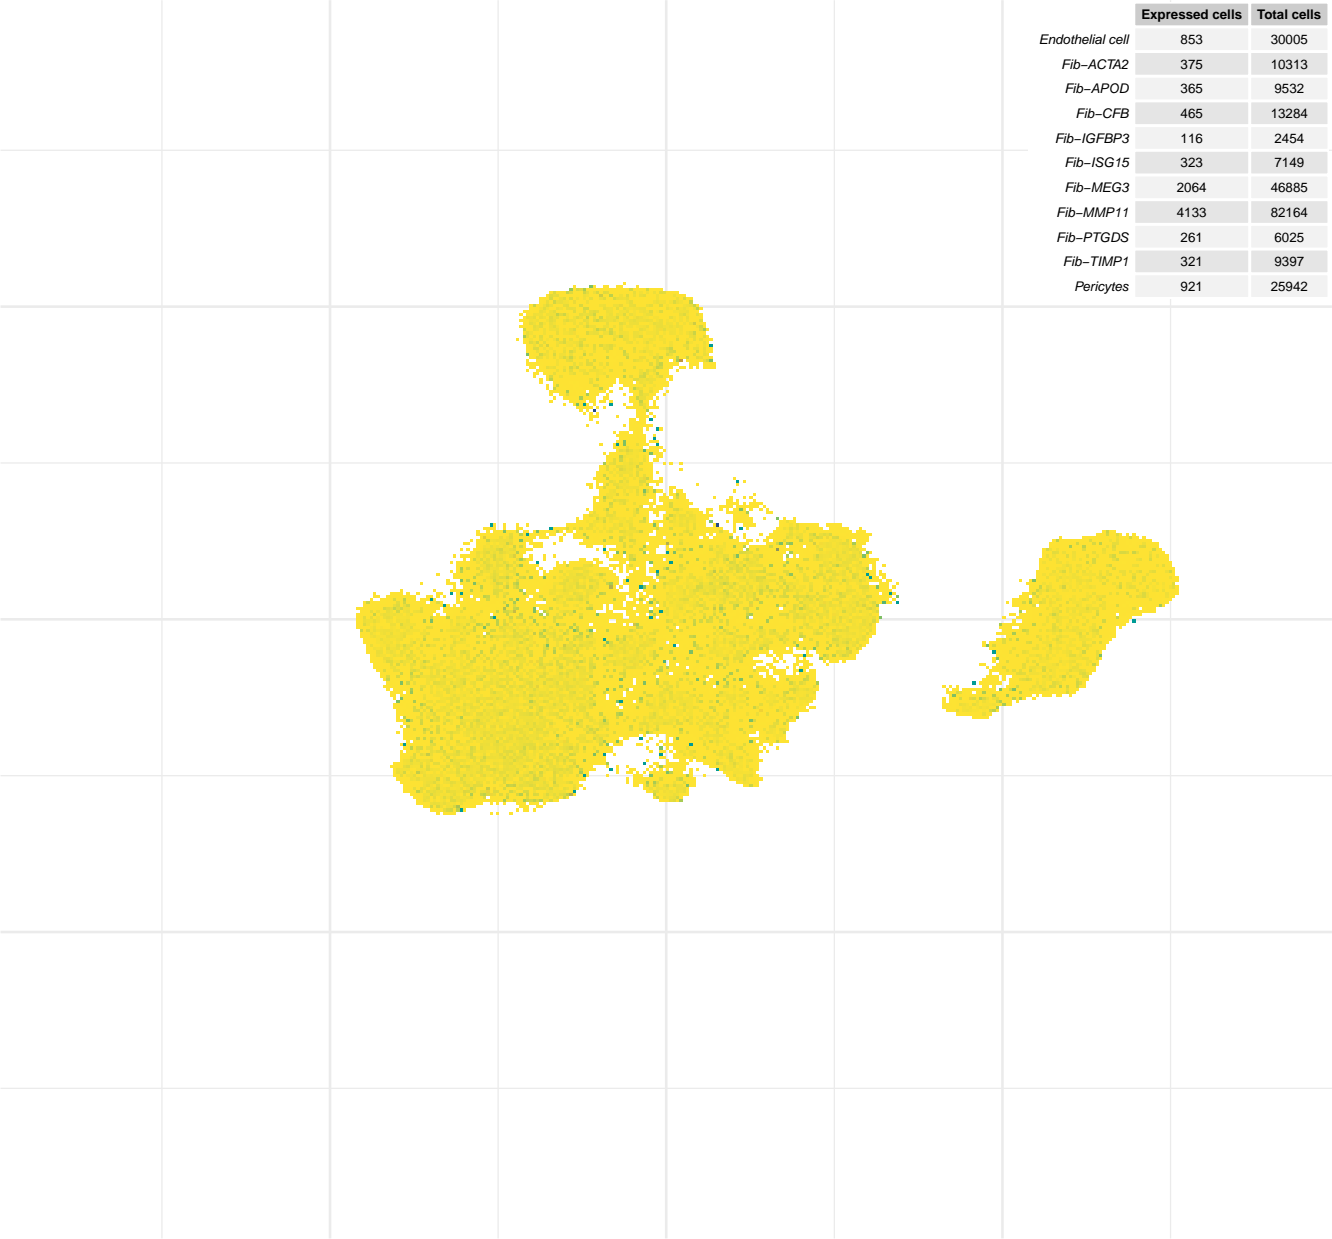 Expressed cells Total cells
Endothelial cell 853 30005
Fib−ACTA2 375 10313
Fib−APOD 365 9532
Fib−CFB 465 13284
Fib−IGFBP3 116 2454
Fib−ISG15 323 7149
Fib−MEG3 2064 46885
Fib−MMP11 4133 82164
Fib−PTGDS 261 6025
Fib−TIMP1 321 9397
Pericytes 921 25942